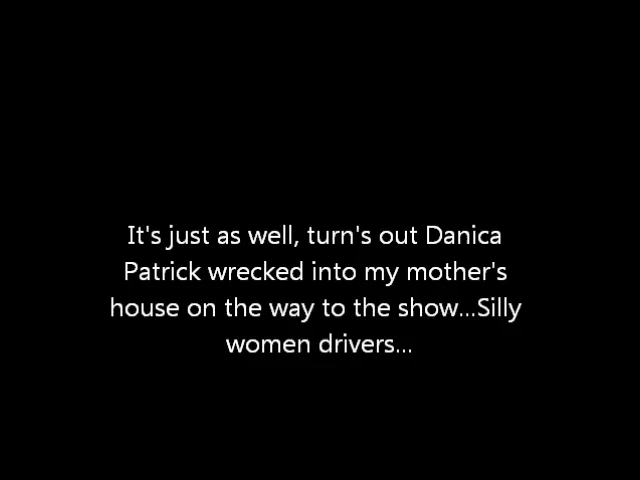 It's just as well, turn's out Danica
Patrick wrecked into my mother's
house on the way to the show...Silly
women drivers...